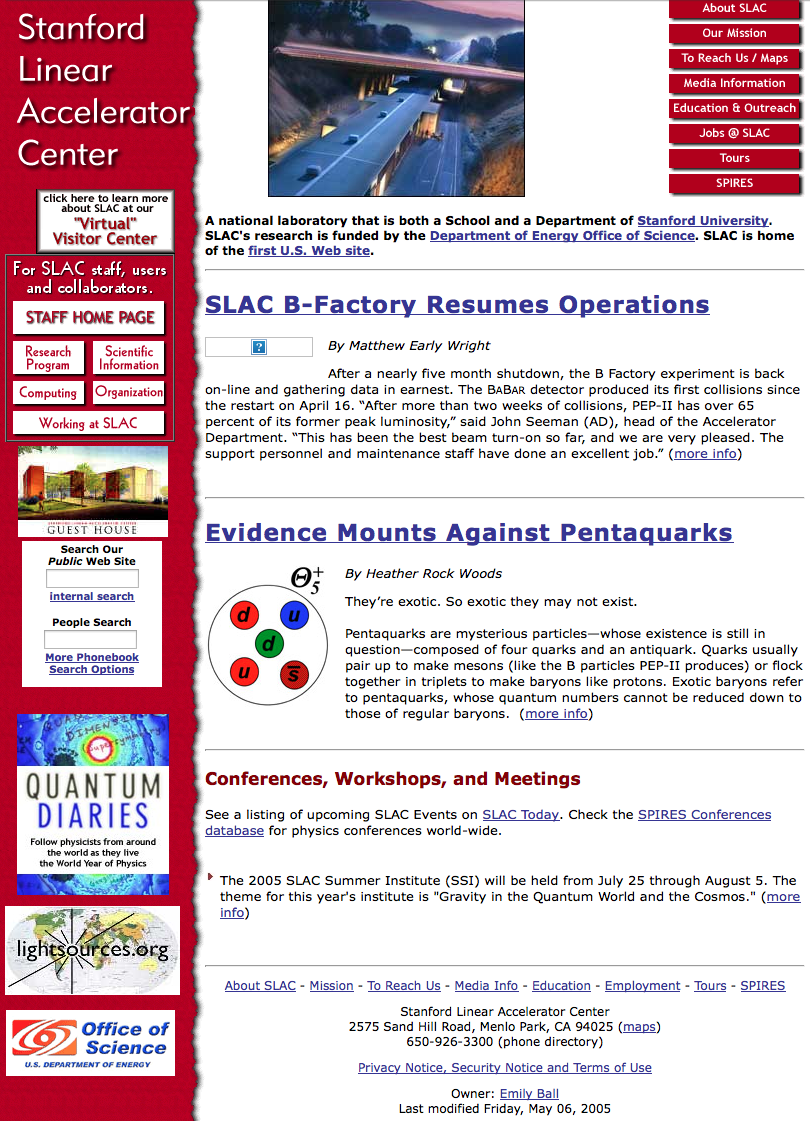 Stanford
Linear
Accelerator
Center
click here to learn more
about SLAC at our
"Virtual"
Visitor Center
For SLAC staff, users
and collaborators.
STAFF HOME PAGE
Research
Program
Scientific
Information
Computing
Organization
Working at SLAC
GUEST HOUSE
Search Our
Public Web Site
internal search
People Search
More Phonebook
Search Options
DIMENSION
Supersymmetry
QUANTUM
DIARIES
Follow physicists from around
the world as they live
the World Year of Physics
lightsources.org
Office of
Science
U.S. DEPARTMENT OF ENERGY
About SLAC
Our Mission
To Reach Us / Maps
Media Information
Education & Outreach
Jobs @ SLAC
Tours
SPIRES
A national laboratory that is both a School and a Department of Stanford University.
SLAC's research is funded by the Department of Energy Office of Science. SLAC is home
of the first U.S. Web site.
SLAC B-Factory Resumes Operations
?
By Matthew Early Wright
After a nearly five month shutdown, the B Factory experiment is back
on-line and gathering data in earnest. The BABAR detector produced its first collisions since
the restart on April 16. “After more than two weeks of collisions, PEP-II has over 65
percent of its former peak luminosity,” said John Seeman (AD), head of the Accelerator
Department. “This has been the best beam turn-on so far, and we are very pleased. The
support personnel and maintenance staff have done an excellent job.” (more info)
Evidence Mounts Against Pentaquarks
Θ5+
d
u
d
u
s̅
By Heather Rock Woods
They’re exotic. So exotic they may not exist.
Pentaquarks are mysterious particles—whose existence is still in
question—composed of four quarks and an antiquark. Quarks usually
pair up to make mesons (like the B particles PEP-II produces) or flock
together in triplets to make baryons like protons. Exotic baryons refer
to pentaquarks, whose quantum numbers cannot be reduced down to
those of regular baryons. (more info)
Conferences, Workshops, and Meetings
See a listing of upcoming SLAC Events on SLAC Today. Check the SPIRES Conferences
database for physics conferences world-wide.
The 2005 SLAC Summer Institute (SSI) will be held from July 25 through August 5. The
theme for this year's institute is "Gravity in the Quantum World and the Cosmos." (more
info)
About SLAC - Mission - To Reach Us - Media Info - Education - Employment - Tours - SPIRES
Stanford Linear Accelerator Center
2575 Sand Hill Road, Menlo Park, CA 94025 (maps)
650-926-3300 (phone directory)
Privacy Notice, Security Notice and Terms of Use
Owner: Emily Ball
Last modified Friday, May 06, 2005